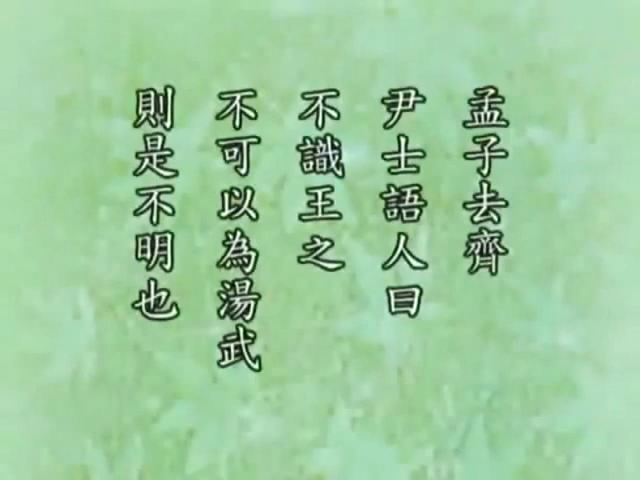 孟子去齊
尹士語人曰
不識王之
不可以為湯武
則是不明也